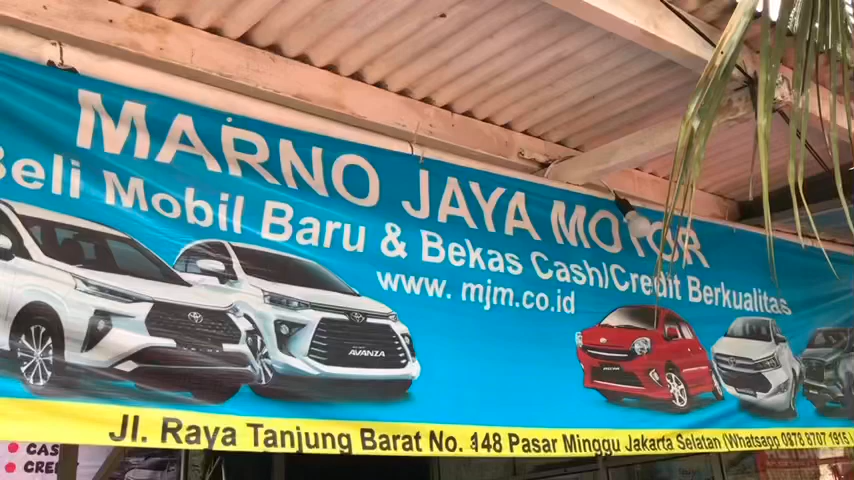 MARNO JAYA MOTOR
Beli Mobil Baru & Bekas Cash/Credit Berkualitas
www. mjm.co.id
AVANZA
Jl. Raya Tanjung Barat No. 148 Pasar Minggu Jakarta Selatan (Whatsapp 0878 8707 1915
CAS
CRED